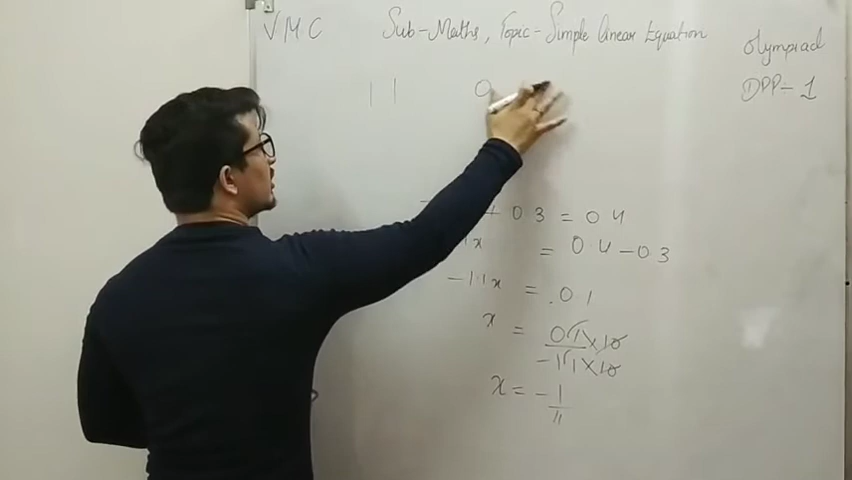 VMC
Sub-Maths, Topic-Simple linear Equation
Olympiad
DPP:- 1
11 0
+ 0.3 = 0.4
x = 0.4 - 0.3
-1.1x = .01
x = 0.1×10 / -1.1×10
x = -1/11